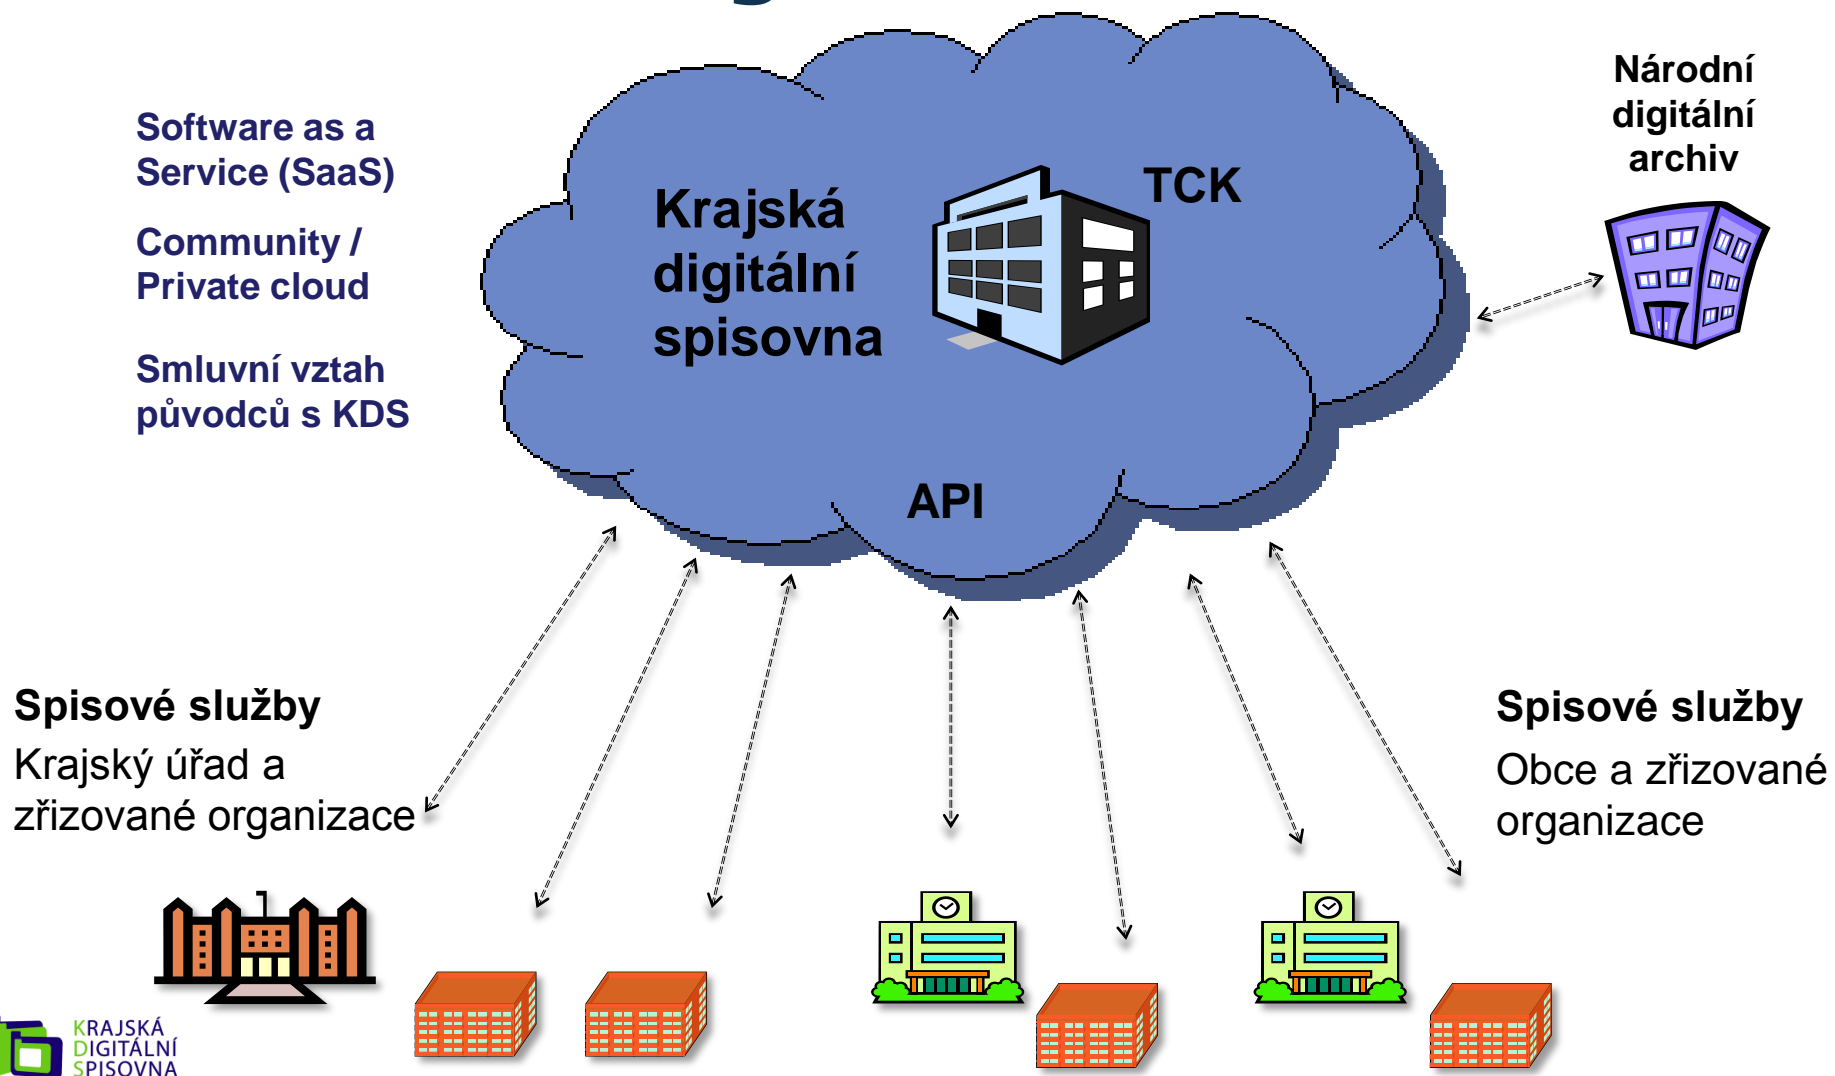 Software as a
Service (SaaS)
Community /
Private cloud
Smluvní vztah
původců s KDS
Krajská
digitální
spisovna
TCK
API
Národní
digitální
archiv
Spisové služby
Krajský úřad a
zřizované organizace
Spisové služby
Obce a zřizované
organizace
KRAJSKÁ
DIGITÁLNÍ
SPISOVNA